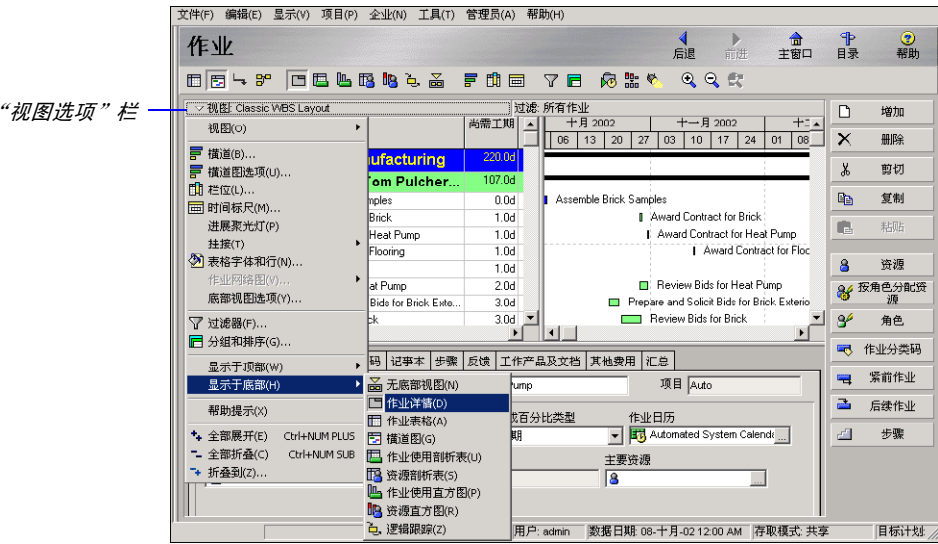 文件(F) 编辑(E) 显示(V) 项目(P) 企业(N) 工具(T) 管理员(A) 帮助(H)
作业
后退 前进 主窗口 目录 帮助
“视图选项”栏
视图: Classic WBS Layout
过滤: 所有作业
视图(O)
横道(B)...
横道图选项(U)...
栏位(L)...
时间标尺(M)...
进展聚光灯(P)
挂接(T)
表格字体和行(N)...
作业网络图(V)...
底部视图选项(Y)...
过滤器(F)...
分组和排序(G)...
显示于顶部(W)
显示于底部(H)
帮助提示(X)
全部展开(E) Ctrl+NUM PLUS
全部折叠(C) Ctrl+NUM SUB
折叠到(Z)...
尚需工期
十月 2002 十一月 2002
06 13 20 27 03 10 17 24 01 08
ufacturing 220.0d
om Pulcher... 107.0d
mples 0.0d Assemble Brick Samples
Brick 1.0d Award Contract for Brick
Heat Pump 1.0d Award Contract for Heat Pump
Flooring 1.0d Award Contract for Floc
1.0d
at Pump 2.0d Review Bids for Heat Pump
Bids for Brick Exte... 3.0d Prepare and Solicit Bids for Brick Exterio
ck 3.0d Review Bids for Brick
码 记事本 步骤 反馈 工作产品及文档 其他费用 汇总
ump 项目 Auto
成百分比类型 作业日历
期 Automated System Calenda ...
主要资源
...
无底部视图(N)
作业详情(D)
作业表格(A)
横道图(G)
作业使用剖析表(U)
资源剖析表(S)
作业使用直方图(P)
资源直方图(R)
逻辑跟踪(Z)
增加
删除
剪切
复制
粘贴
资源
按角色分配资源
角色
作业分类码
紧前作业
后续作业
步骤
用户: admin 数据日期: 08-十月-02 12:00 AM 存取模式: 共享 目标计划: